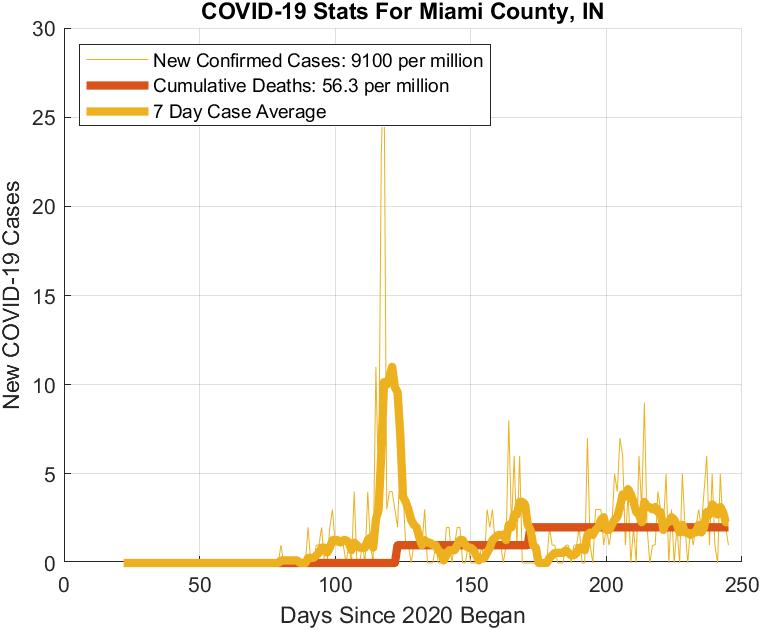 COVID-19 Stats For Miami County, IN
30
New Confirmed Cases: 9100 per million
Cumulative Deaths: 56.3 per million
7 Day Case Average
25
20
15
10
5
0
New COVID-19 Cases
0 50 100 150 200 250
Days Since 2020 Began